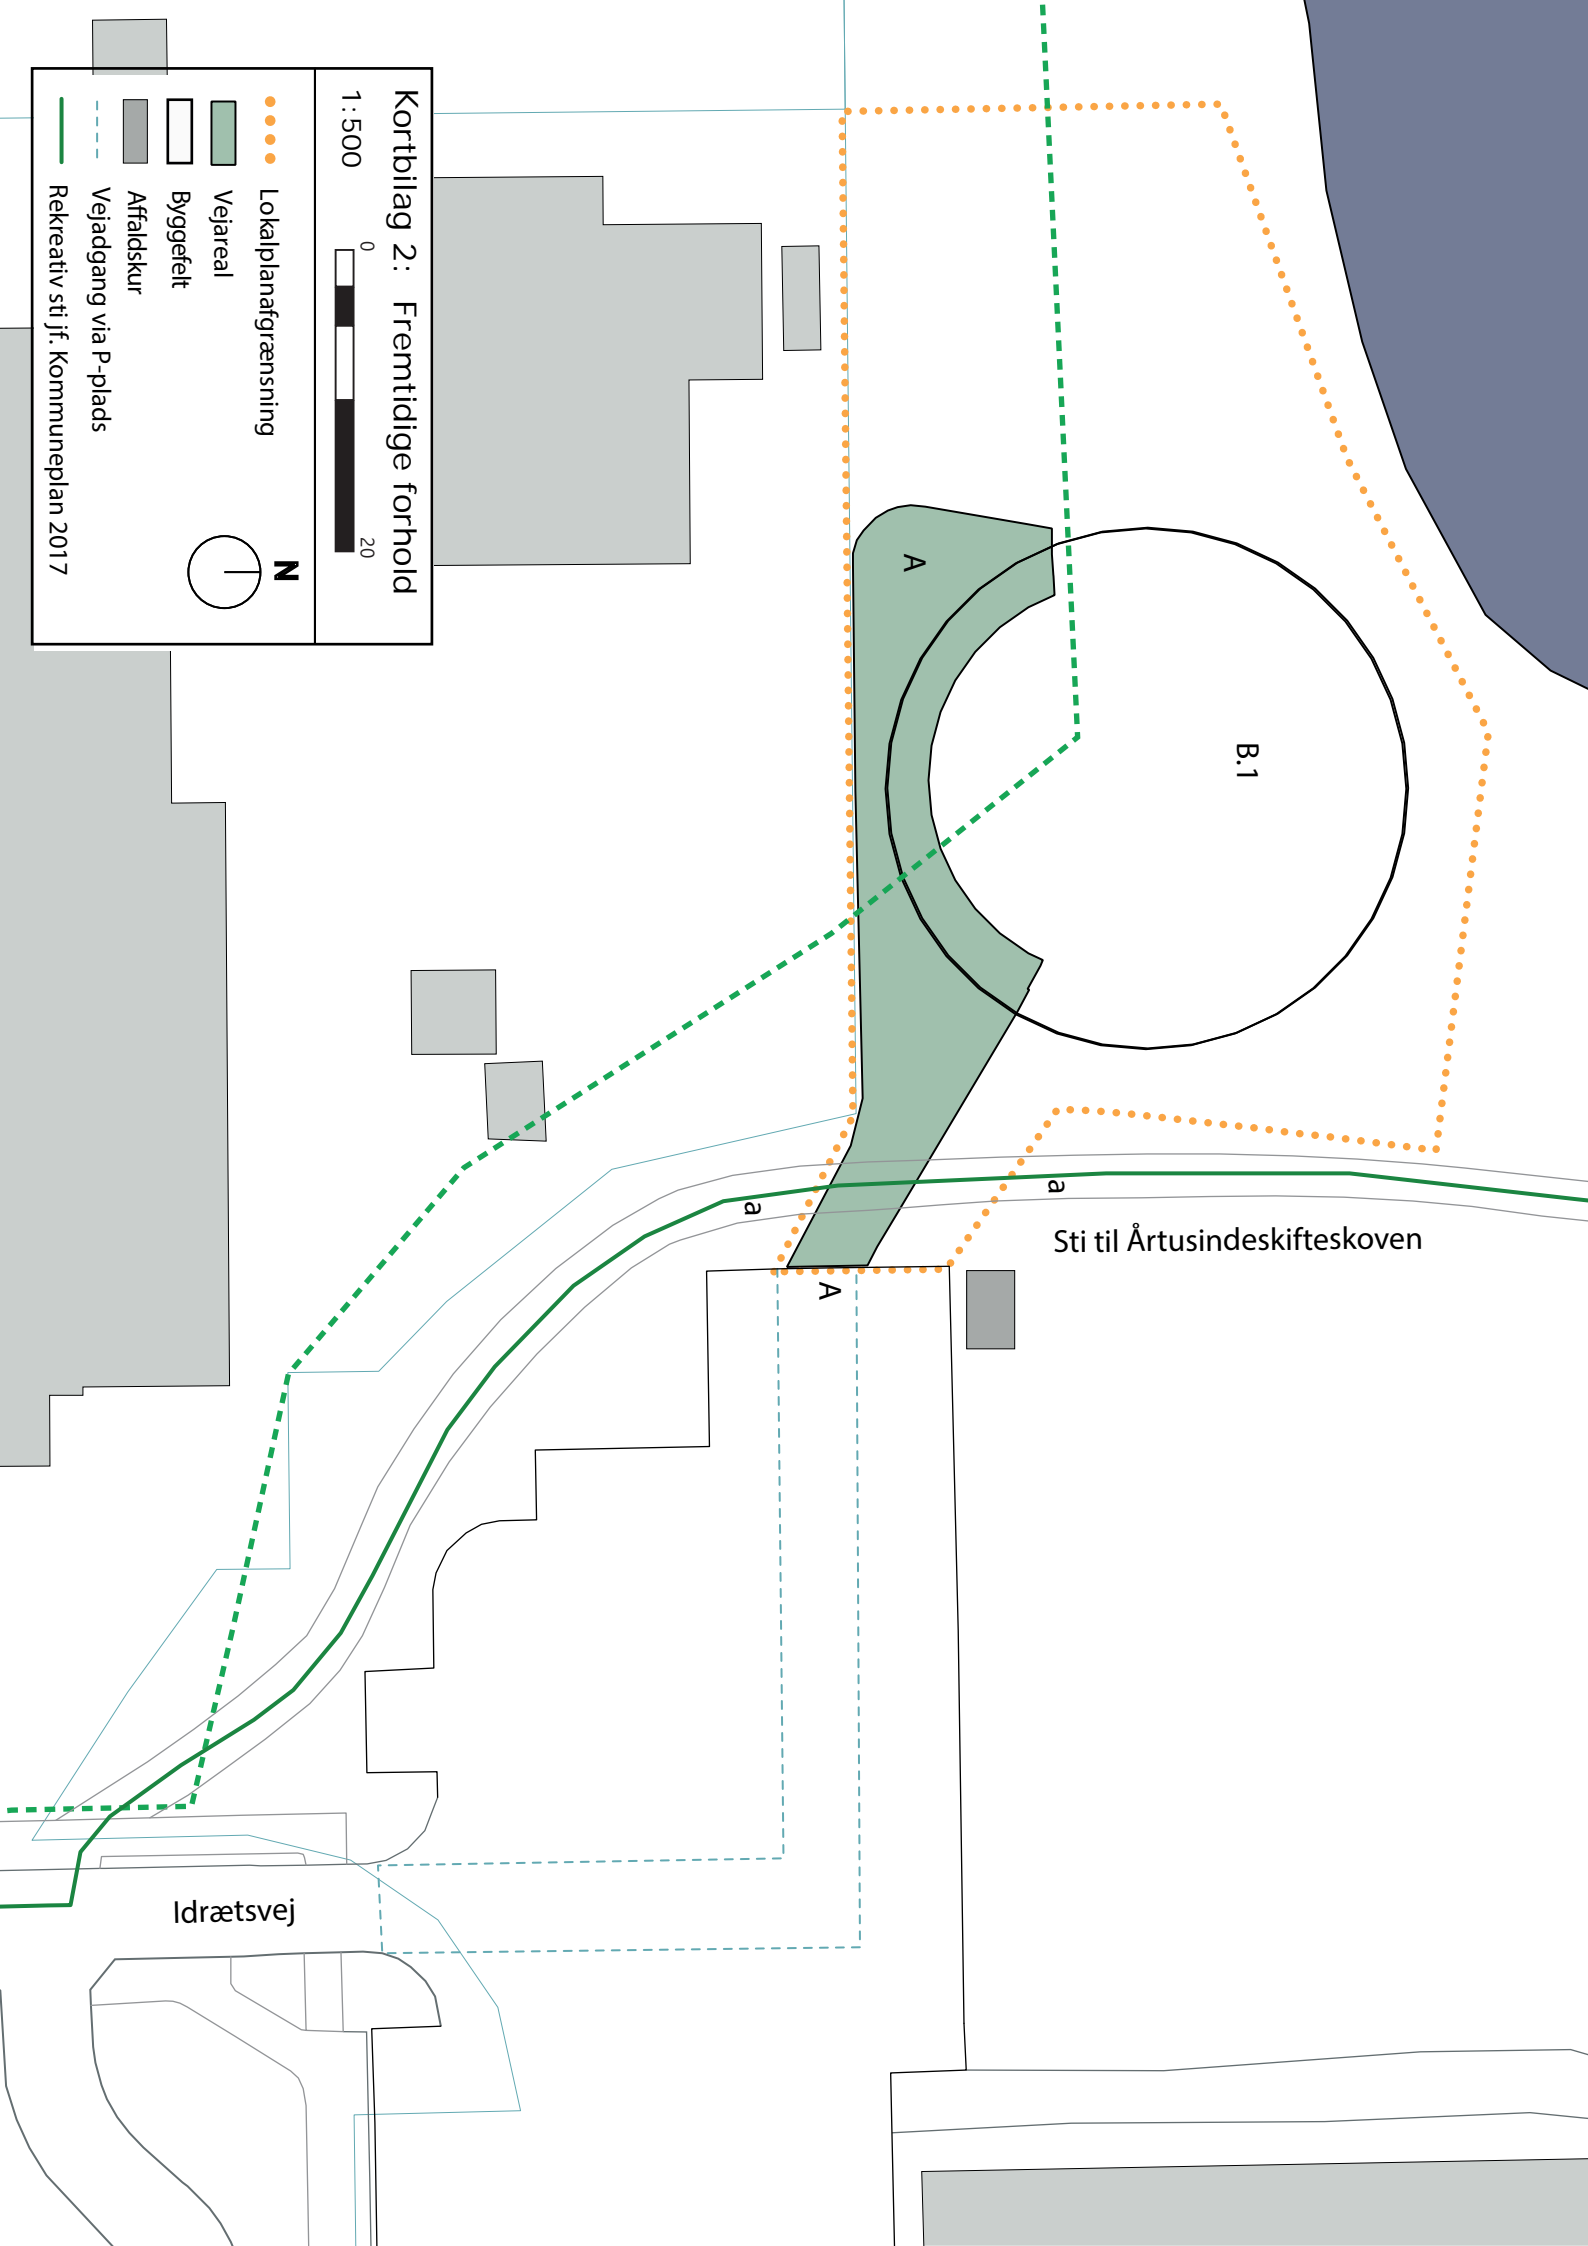 Kortbilag 2: Fremtidige forhold
1:500
0
20
Lokalplanafgrænsning
Vejareal
Byggefelt
Affaldskur
Vejadgang via P-plads
Rekreativ sti jf. Kommuneplan 2017
N
A
B.1
a
a
Sti til Årtusindeskifteskoven
A
Idrætsvej